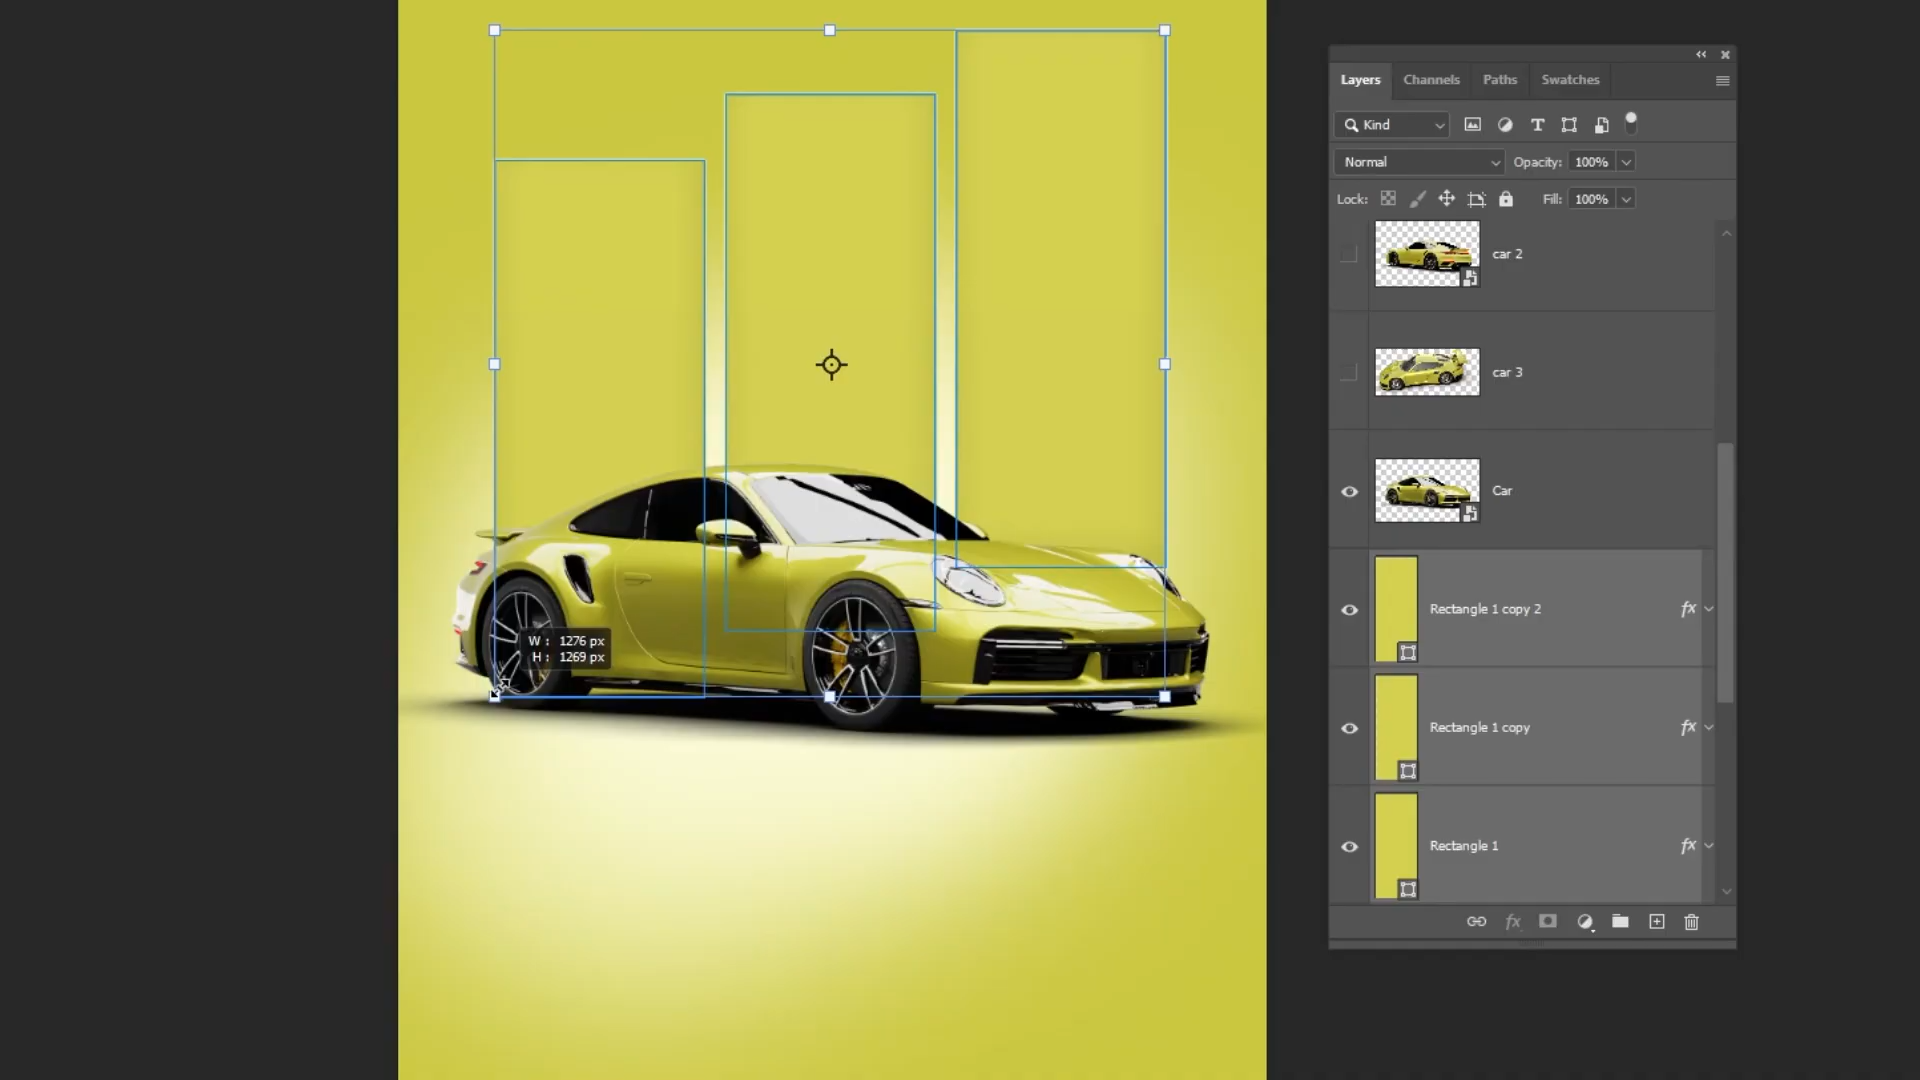 Layers Channels Paths Swatches
Kind
Normal Opacity: 100%
Lock: Fill: 100%
car 2
car 3
Car
Rectangle 1 copy 2 fx
W : 1276 px
H : 1269 px
Rectangle 1 copy fx
Rectangle 1 fx
fx